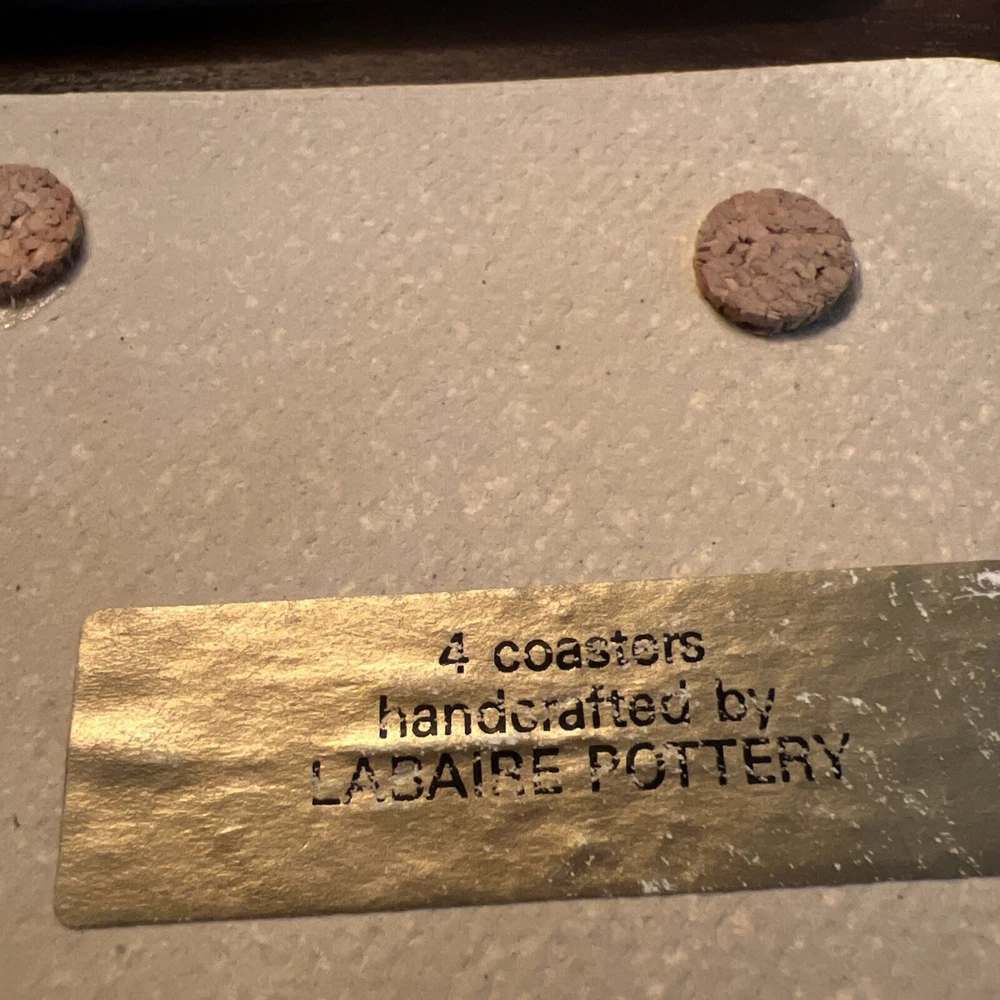 4 coasters
handcrafted by
LABAIRE POTTERY